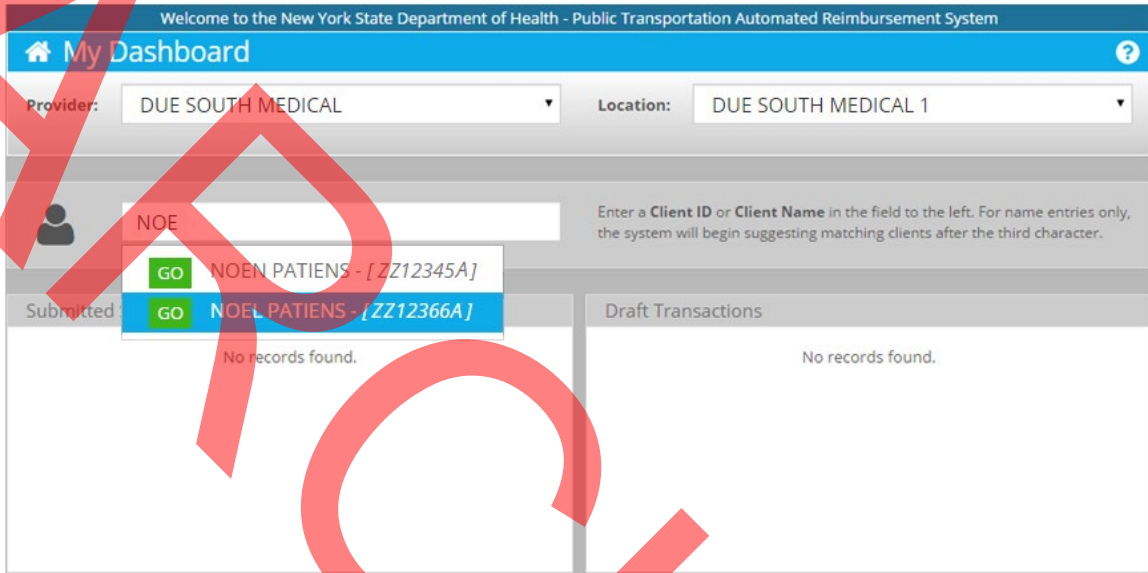 Welcome to the New York State Department of Health - Public Transportation Automated Reimbursement System
My Dashboard ?
Provider: DUE SOUTH MEDICAL Location: DUE SOUTH MEDICAL 1
NOE
Enter a Client ID or Client Name in the field to the left. For name entries only,
the system will begin suggesting matching clients after the third character.
GO NOEN PATIENS - [ ZZ12345A]
GO NOEL PATIENS - [ ZZ12366A]
Submitted
Draft Transactions
No records found.
No records found.